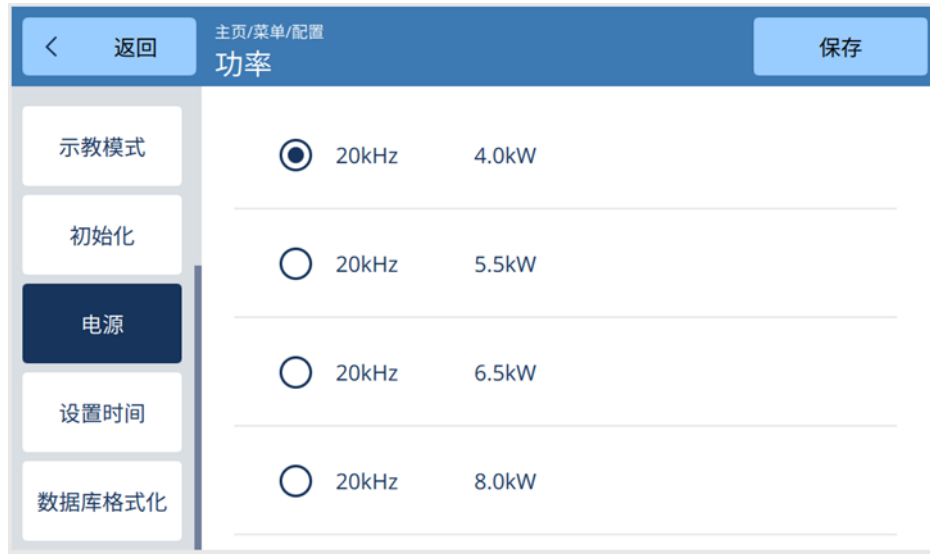 返回
主页/菜单/配置
功率
保存
示教模式
初始化
电源
设置时间
数据库格式化
20kHz 4.0kW
20kHz 5.5kW
20kHz 6.5kW
20kHz 8.0kW